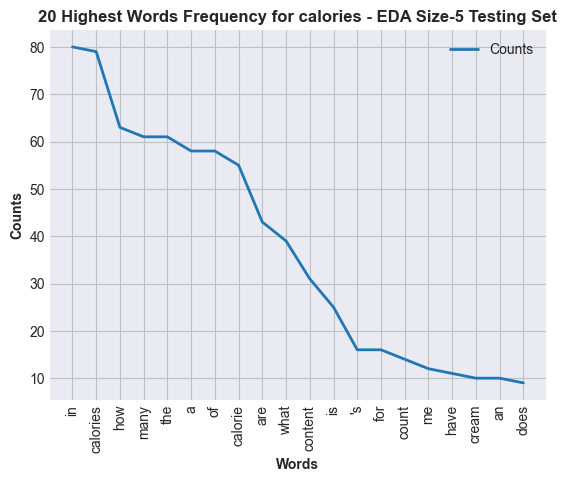 20 Highest Words Frequency for calories - EDA Size-5 Testing Set
Counts
80
70
60
50
40
30
20
10
Counts
in
calories
how
many
the
a
of
calorie
are
what
content
is
's
for
count
me
have
cream
an
does
Words